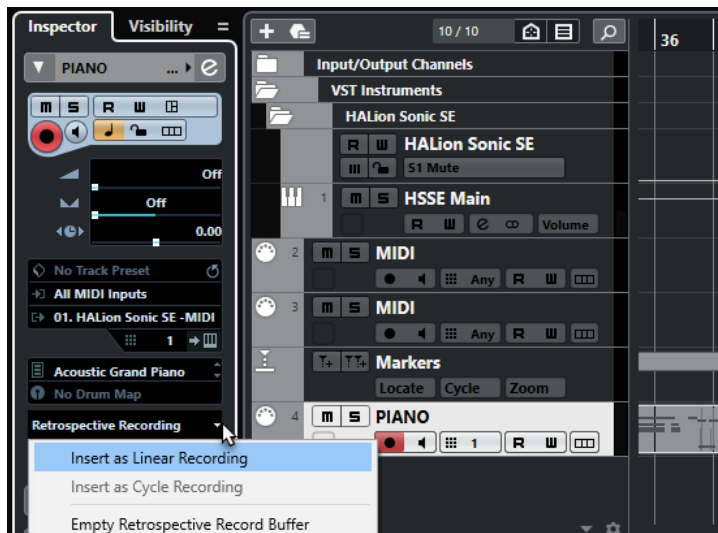 Inspector Visibility
10 / 10
36
PIANO ...
Input/Output Channels
VST Instruments
m S R W
HALion Sonic SE
R W HALion Sonic SE
S1 Mute
Off
Off
1 m S HSSE Main
R W e Volume
0.00
2 m S MIDI
No Track Preset
Any R W
All MIDI Inputs
3 m S MIDI
01. HALion Sonic SE -MIDI
Any R W
1
Markers
Acoustic Grand Piano
Locate Cycle Zoom
No Drum Map
4 m S PIANO
Retrospective Recording
1 R W
Insert as Linear Recording
Insert as Cycle Recording
Empty Retrospective Record Buffer